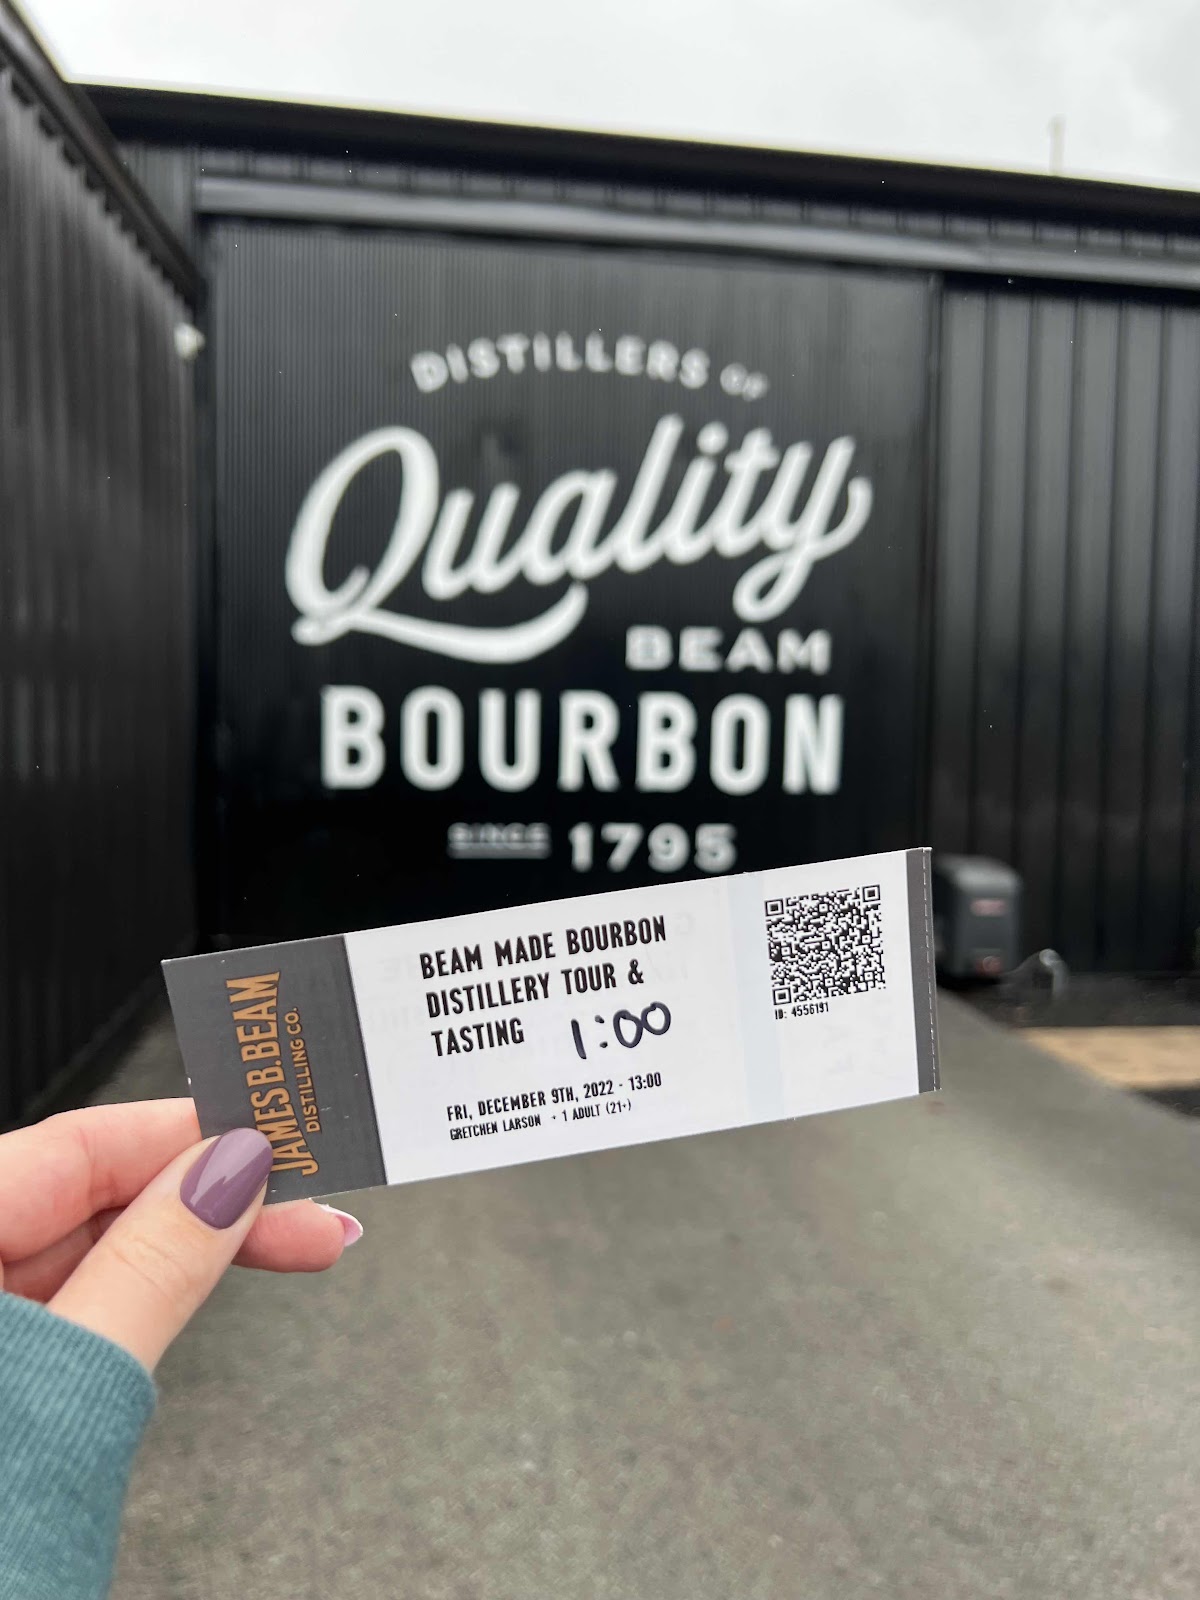 DISTILLERS OF
Quality
BEAM
BOURBON
SINCE 1795
JAMES B. BEAM
DISTILLING CO.
BEAM MADE BOURBON
DISTILLERY TOUR &
TASTING 1:00
FRI, DECEMBER 9TH, 2022 - 13:00
GRETCHEN LARSON + 1 ADULT (21+)
ID: 4556191